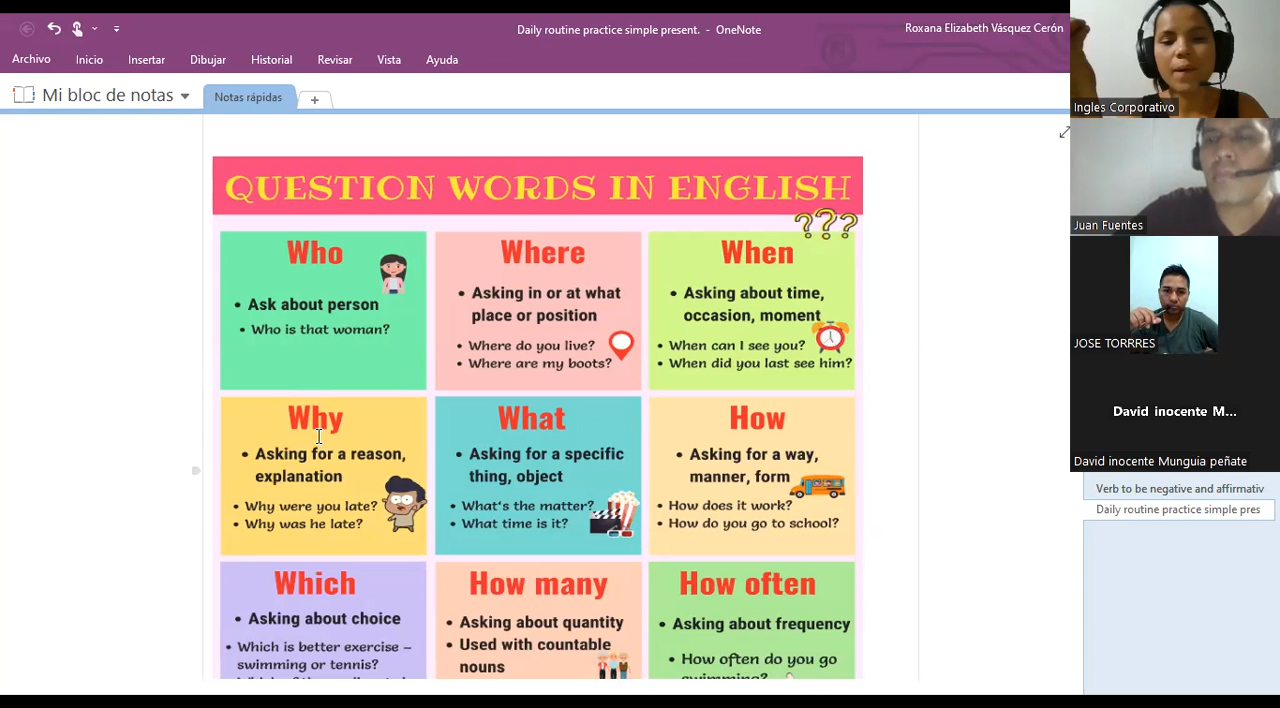 Daily routine practice simple present. - OneNote
Roxana Elizabeth Vásquez Cerón
Archivo Inicio Insertar Dibujar Historial Revisar Vista Ayuda
Mi bloc de notas
Notas rápidas
+
QUESTION WORDS IN ENGLISH
???
Who
• Ask about person
• Who is that woman?
Where
• Asking in or at what
place or position
• Where do you live?
• Where are my boots?
When
• Asking about time,
occasion, moment
• When can I see you?
• When did you last see him?
Why
• Asking for a reason,
explanation
• Why were you late?
• Why was he late?
What
• Asking for a specific
thing, object
• What's the matter?
• What time is it?
How
• Asking for a way,
manner, form
• How does it work?
• How do you go to school?
Which
• Asking about choice
• Which is better exercise –
swimming or tennis?
How many
• Asking about quantity
• Used with countable
nouns
How often
• Asking about frequency
• How often do you go
swimming?
Ingles Corporativo
Juan Fuentes
JOSE TORRRES
David inocente M...
David inocente Munguia peñate
Verb to be negative and affirmativ
Daily routine practice simple pres